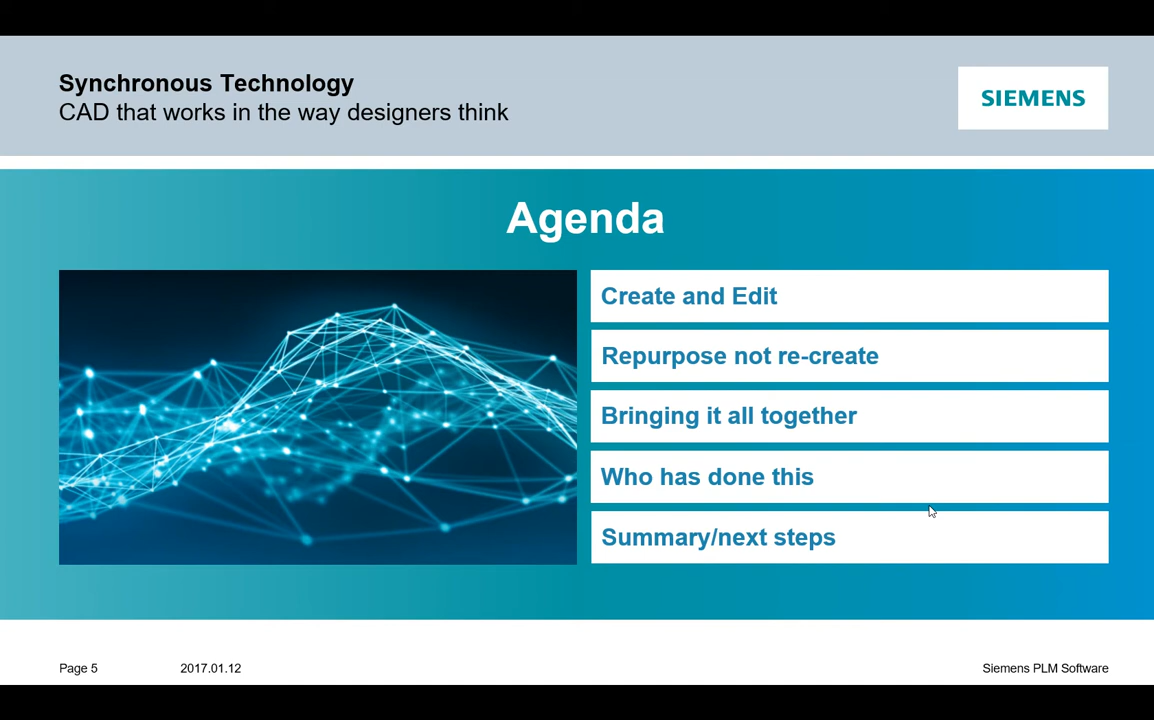 Synchronous Technology
CAD that works in the way designers think
SIEMENS
Agenda
Create and Edit
Repurpose not re-create
Bringing it all together
Who has done this
Summary/next steps
Page 5
2017.01.12
Siemens PLM Software